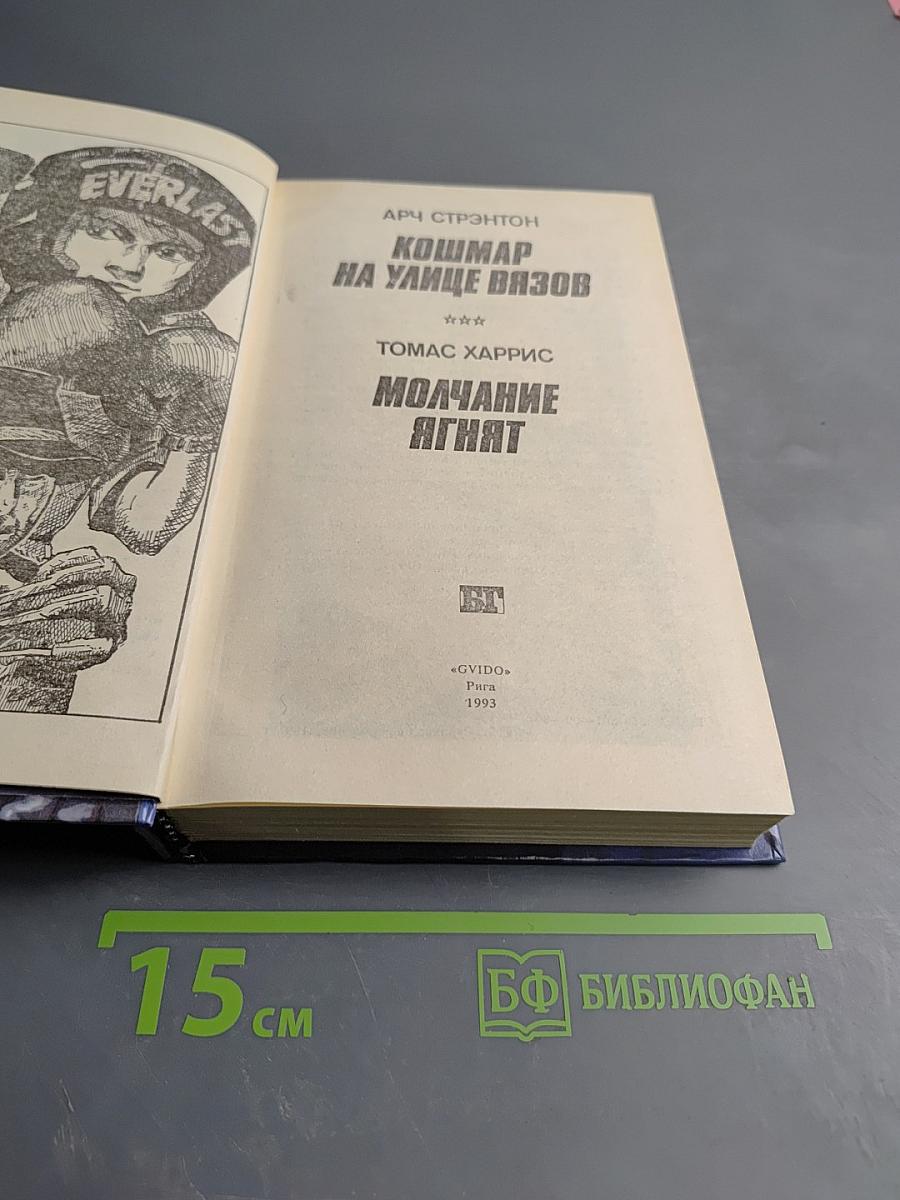 EVERLAST
АРЧ СТРЭНТОН
КОШМАР
НА УЛИЦЕ ВЯЗОВ
☆☆☆
ТОМАС ХАРРИС
МОЛЧАНИЕ
ЯГНЯТ
БГ
«GVIDO»
Рига
1993
15 см
БФ БИБЛИОФАН